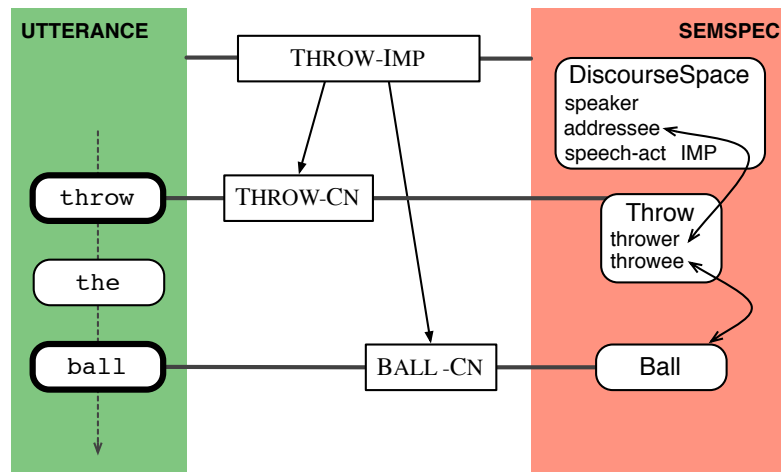 UTTERANCE
SEMSPEC
THROW-IMP
DiscourseSpace
speaker
addressee
speech-act IMP
throw
THROW-CN
Throw
thrower
throwee
the
ball
BALL-CN
Ball